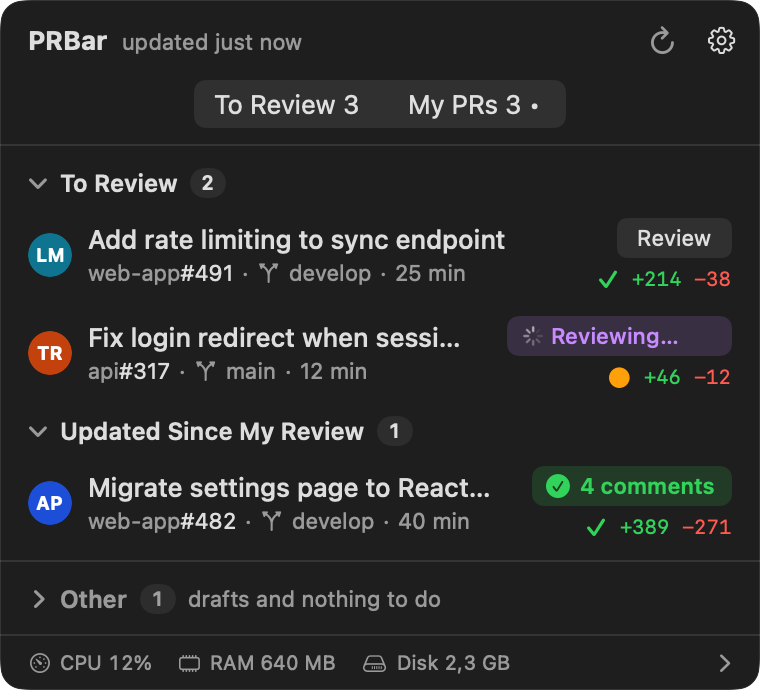 PRBar updated just now
To Review 3 My PRs 3 •
To Review 2
LM Add rate limiting to sync endpoint Review
web-app#491 · develop · 25 min +214 −38
TR Fix login redirect when sessi... Reviewing...
api#317 · main · 12 min +46 −12
Updated Since My Review 1
AP Migrate settings page to React... 4 comments
web-app#482 · develop · 40 min +389 −271
Other 1 drafts and nothing to do
CPU 12% RAM 640 MB Disk 2,3 GB